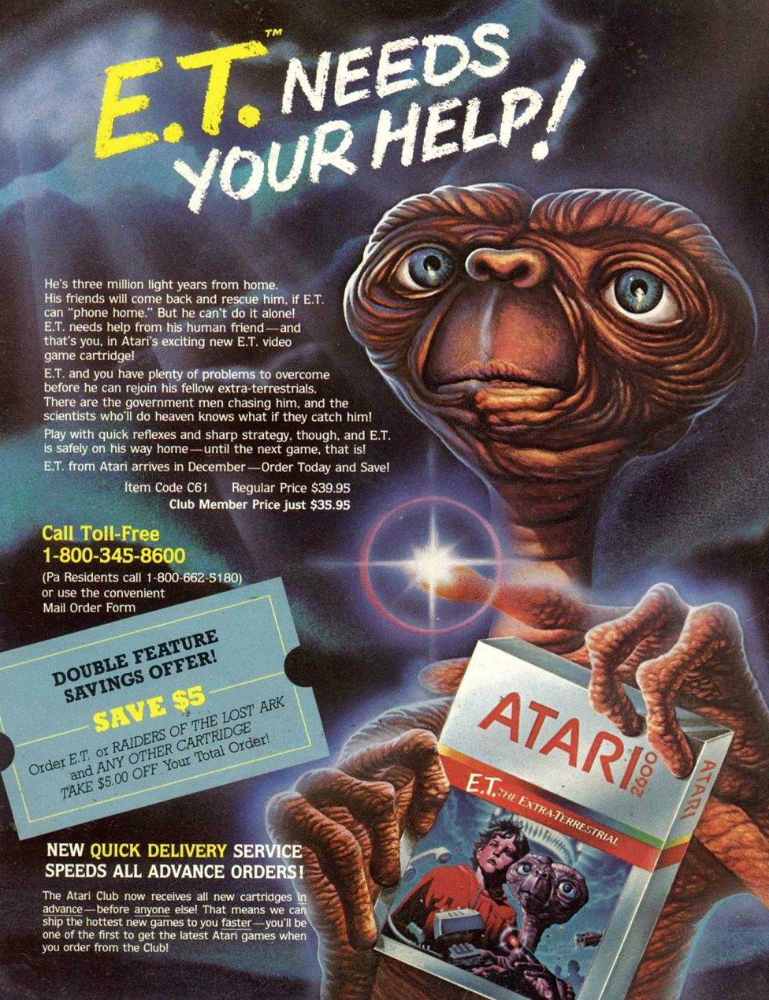 E.T.™ NEEDS
YOUR HELP!
He's three million light years from home.
His friends will come back and rescue him, if E.T.
can "phone home." But he can't do it alone!
E.T. needs help from his human friend—and
that's you, in Atari's exciting new E.T. video
game cartridge!
E.T. and you have plenty of problems to overcome
before he can rejoin his fellow extra-terrestrials.
There are the government men chasing him, and the
scientists who'll do heaven knows what if they catch him!
Play with quick reflexes and sharp strategy, though, and E.T.
is safely on his way home—until the next game, that is!
E.T. from Atari arrives in December—Order Today and Save!
Item Code C61 Regular Price $39.95
Club Member Price just $35.95
Call Toll-Free
1-800-345-8600
(Pa Residents call 1-800-662-5180)
or use the convenient
Mail Order Form
DOUBLE FEATURE
SAVINGS OFFER!
SAVE $5
Order E.T. or RAIDERS OF THE LOST ARK
and ANY OTHER CARTRIDGE
TAKE $5.00 OFF Your Total Order!
ATARI
2600
ATARI
E.T. THE EXTRA-TERRESTRIAL
NEW QUICK DELIVERY SERVICE
SPEEDS ALL ADVANCE ORDERS!
The Atari Club now receives all new cartridges in
advance—before anyone else! That means we can
ship the hottest new games to you faster—you'll be
one of the first to get the latest Atari games when
you order from the Club!